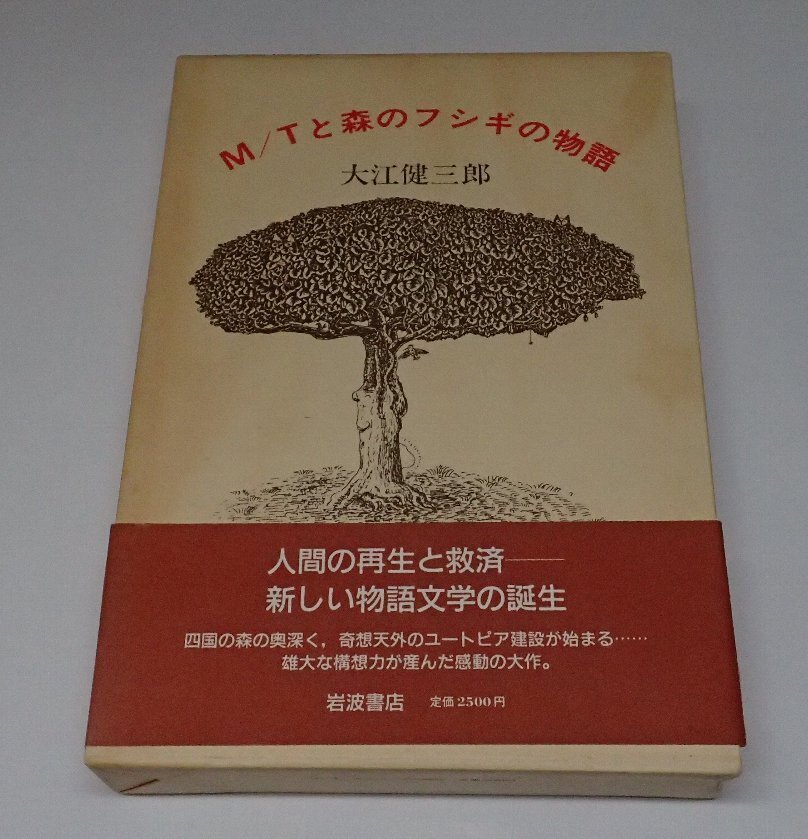 M/Tと森のフシギの物語
大江健三郎
人間の再生と救済――
新しい物語文学の誕生
四国の森の奥深く，奇想天外のユートピア建設が始まる……
雄大な構想力が産んだ感動の大作。
岩波書店 定価2500円